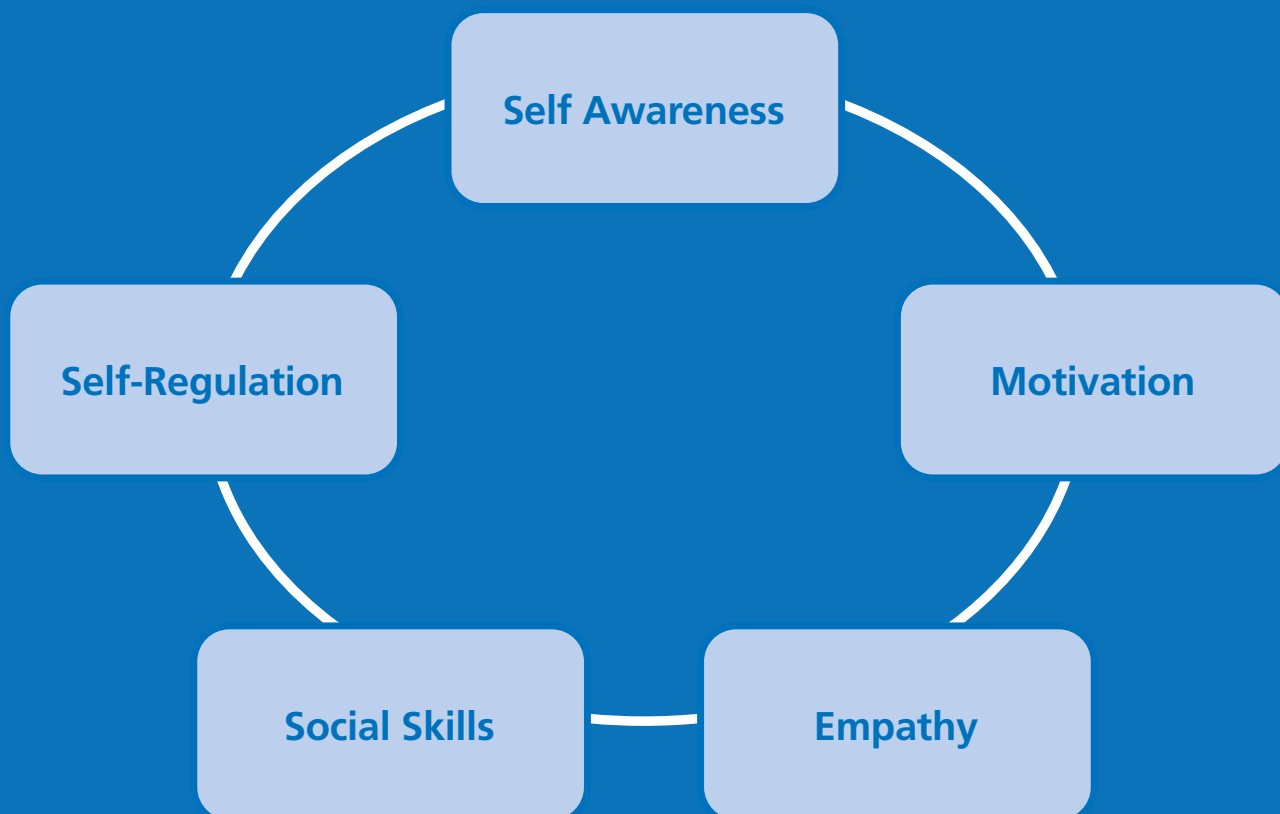 Self Awareness
Self-Regulation
Motivation
Social Skills
Empathy